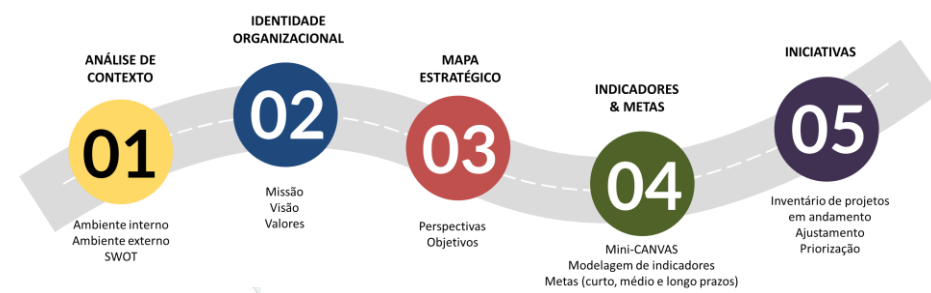 ANÁLISE DE
CONTEXTO
01
Ambiente interno
Ambiente externo
SWOT
IDENTIDADE
ORGANIZACIONAL
02
Missão
Visão
Valores
MAPA
ESTRATÉGICO
03
Perspectivas
Objetivos
INDICADORES
& METAS
04
Mini-CANVAS
Modelagem de indicadores
Metas (curto, médio e longo prazos)
INICIATIVAS
05
Inventário de projetos
em andamento
Ajustamento
Priorização